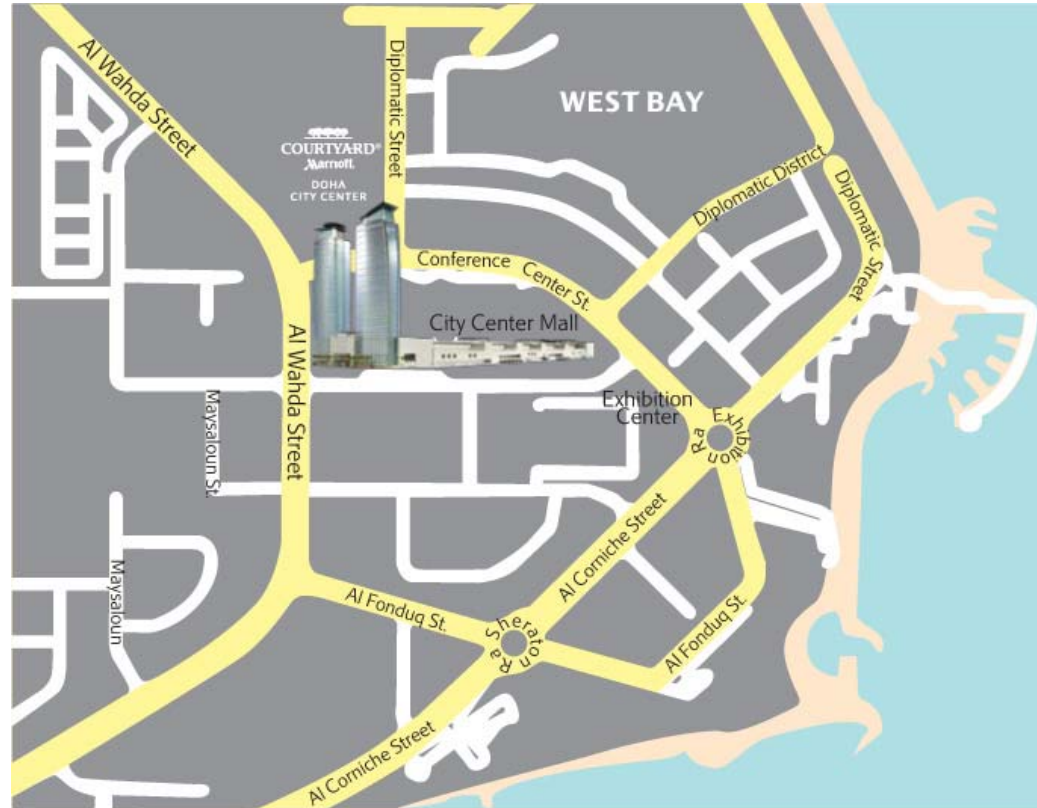 Al Wahda Street
Diplomatic Street
WEST BAY
COURTYARD®
Marriott
DOHA
CITY CENTER
Diplomatic District
Diplomatic Street
Conference Center St.
City Center Mall
Al Wahda Street
Maysaloun St.
Exhibition
Center
Exhibition Ra
Al Corniche Street
Maysaloun
Al Fonduq St.
Sheraton Ra
Al Fonduq St.
Al Corniche Street